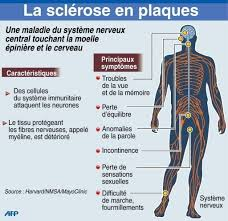 La sclérose en plaques
Une maladie du système nerveux
central touchant la moelle
épinière et le cerveau
Caractéristiques
Des cellules
du système immunitaire
attaquent les neurones
Le tissu protégeant
les fibres nerveuses, appelé
myéline, est détérioré
Principaux
symptômes
Troubles
de la vue
et de la mémoire
Perte
d'équilibre
Anomalies
de la parole
Incontinence
Perte de
sensations
sexuelles
Difficulté
de marche,
fourmillements
Système
nerveux
Source : Harvard/NMSA/MayoClinic
AFP